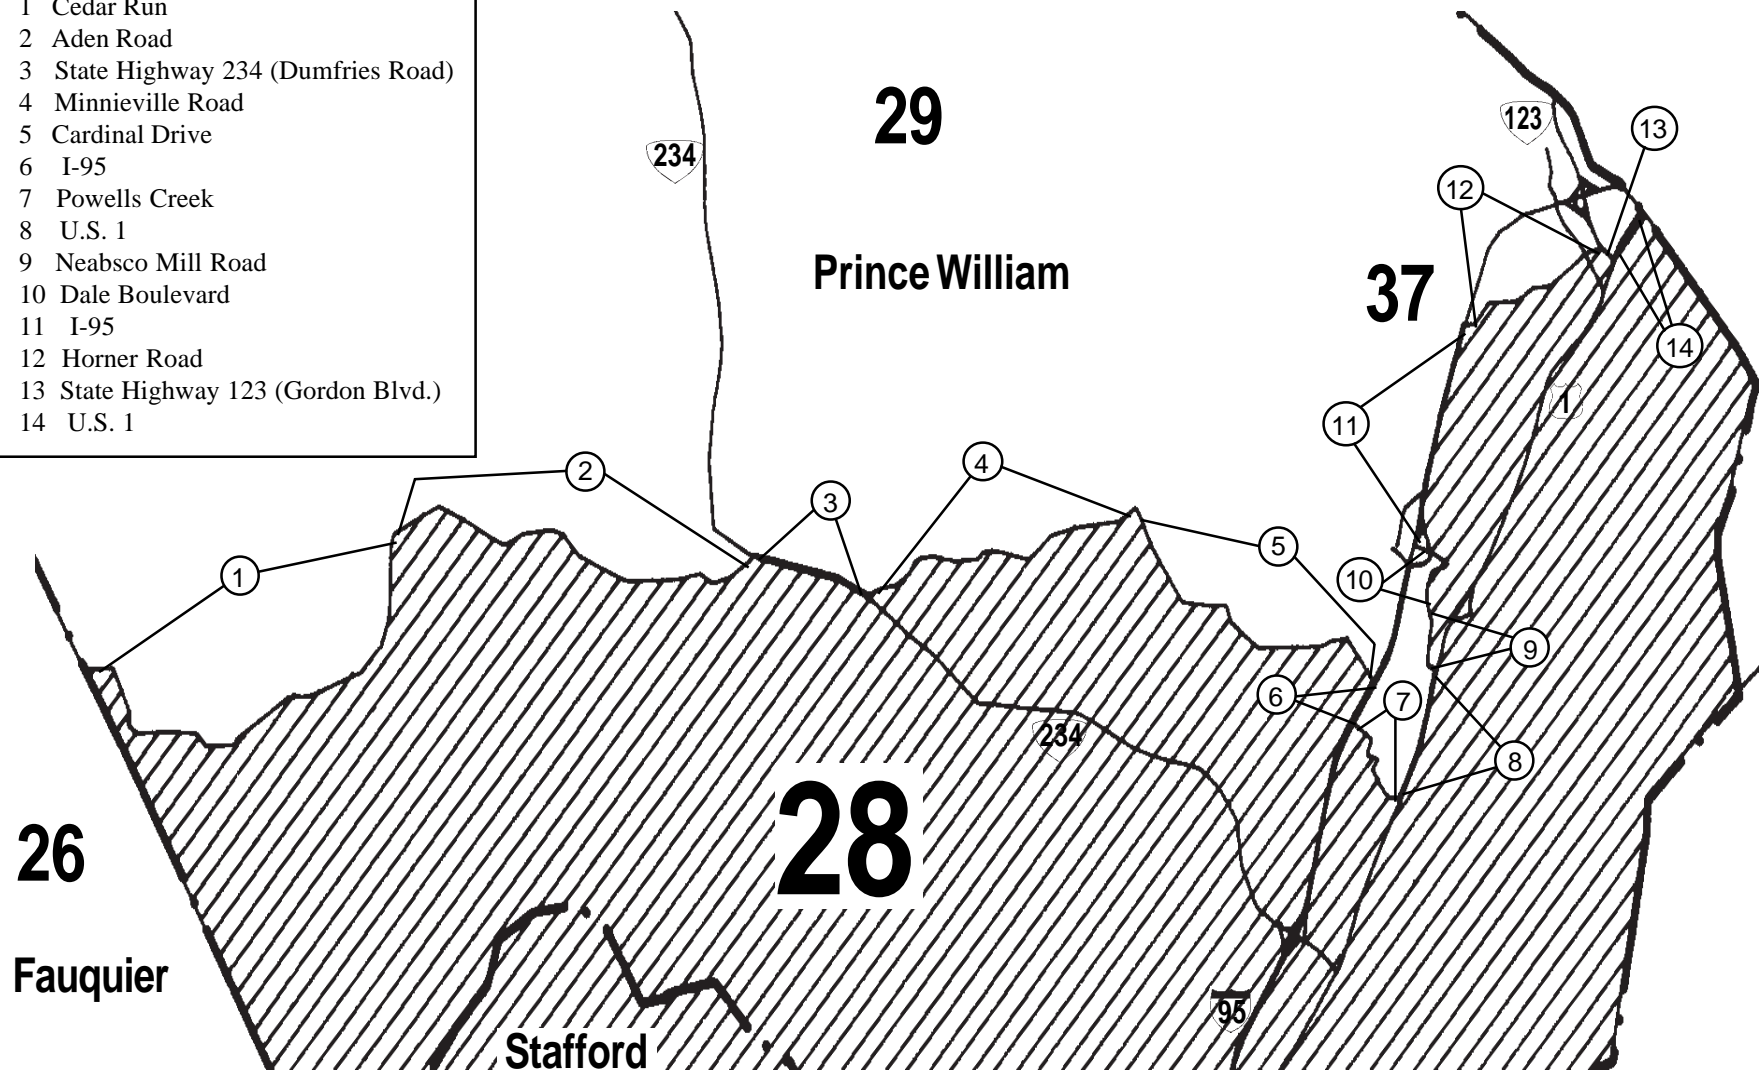 1 Cedar Run
2 Aden Road
3 State Highway 234 (Dumfries Road)
4 Minnieville Road
5 Cardinal Drive
6 I-95
7 Powells Creek
8 U.S. 1
9 Neabsco Mill Road
10 Dale Boulevard
11 I-95
12 Horner Road
13 State Highway 123 (Gordon Blvd.)
14 U.S. 1
29
123
13
234
12
Prince William
37
14
1
11
4
2
3
5
10
1
9
6
7
234
8
28
26
Fauquier
95
Stafford